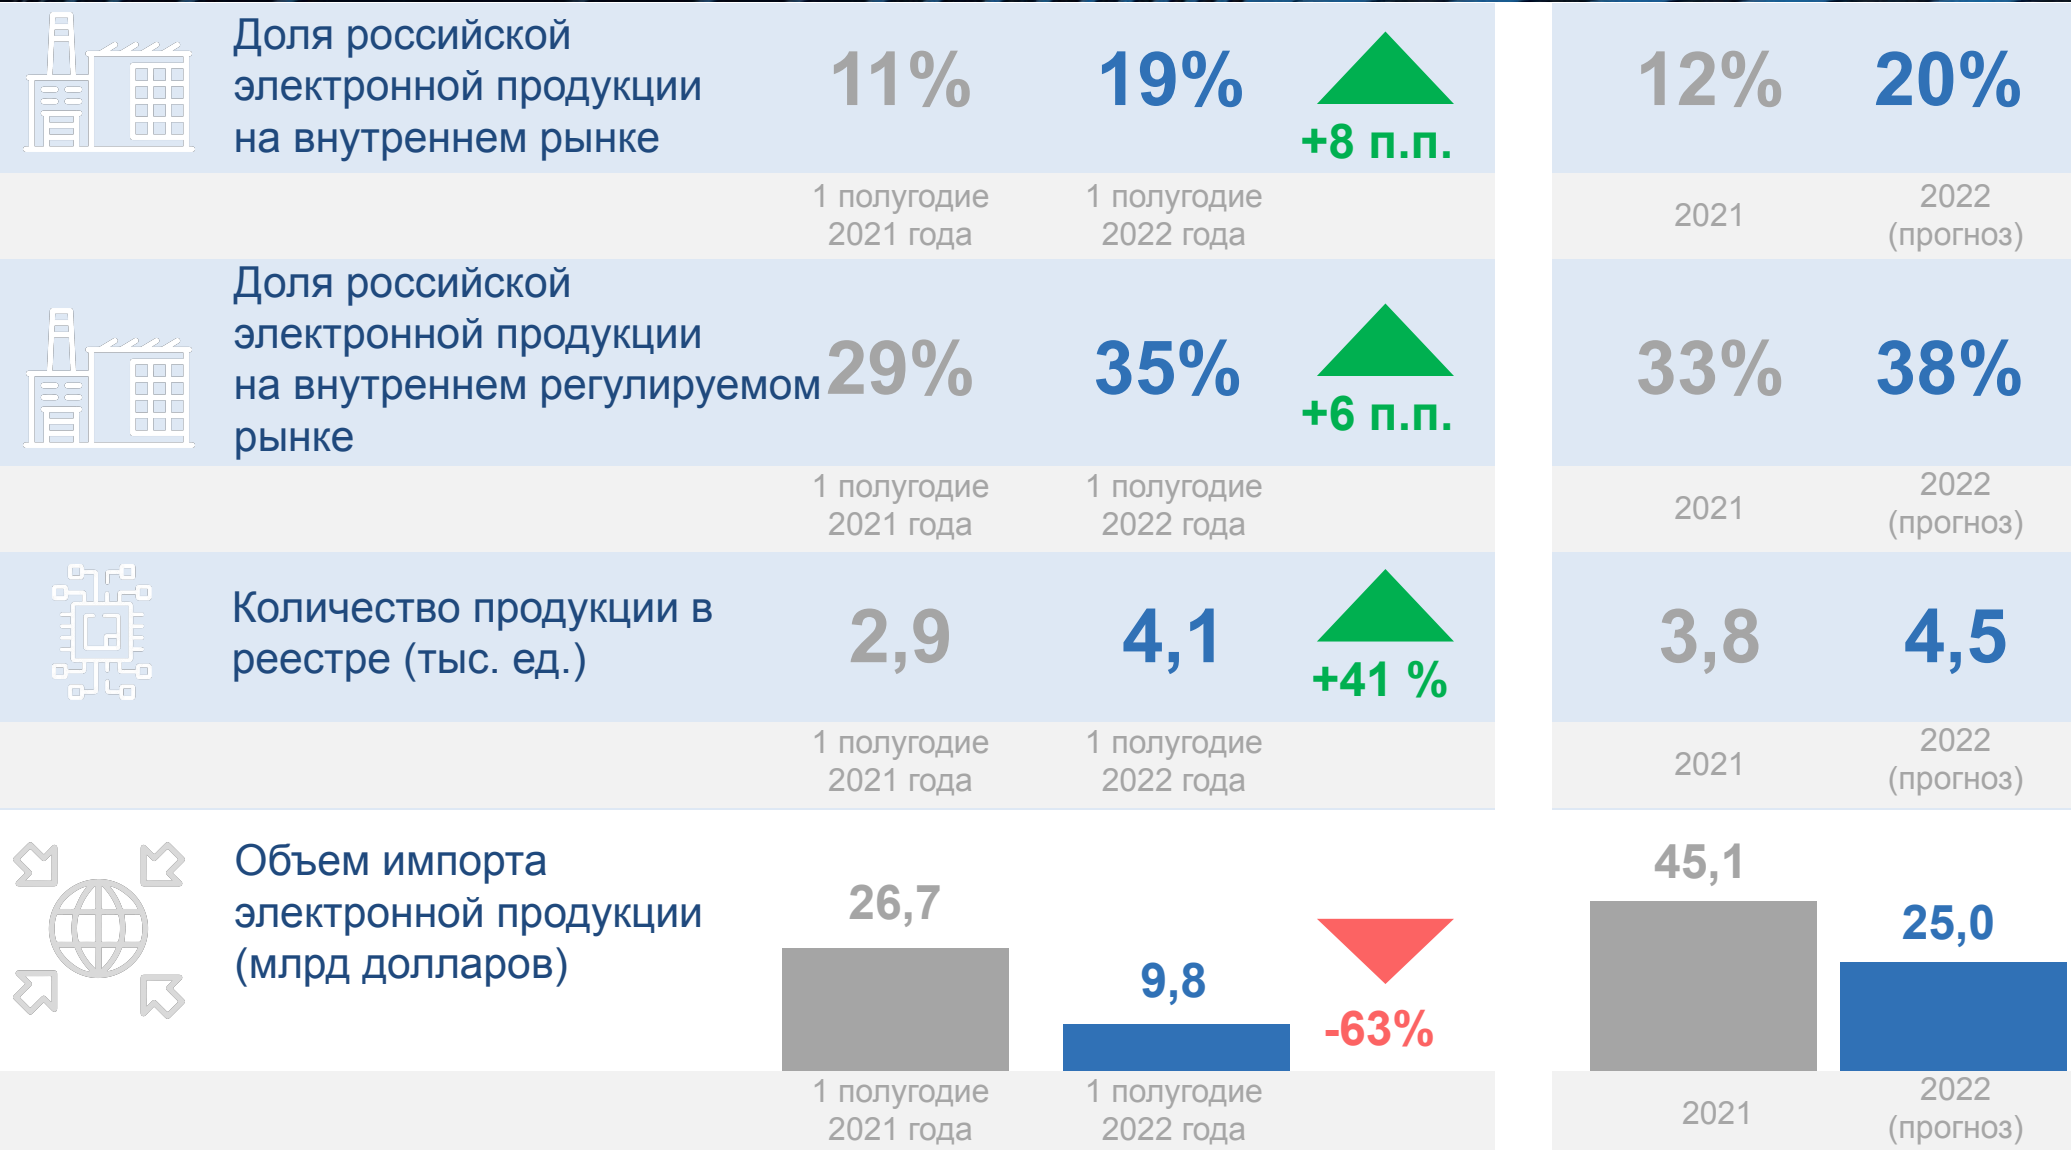 Доля российской
электронной продукции
на внутреннем рынке
11%
19%
+8 п.п.
12%
20%
1 полугодие
2021 года
1 полугодие
2022 года
2021
2022
(прогноз)
Доля российской
электронной продукции
на внутреннем регулируемом
рынке
29%
35%
+6 п.п.
33%
38%
1 полугодие
2021 года
1 полугодие
2022 года
2021
2022
(прогноз)
Количество продукции в
реестре (тыс. ед.)
2,9
4,1
+41 %
3,8
4,5
1 полугодие
2021 года
1 полугодие
2022 года
2021
2022
(прогноз)
Объем импорта
электронной продукции
(млрд долларов)
26,7
9,8
-63%
45,1
25,0
1 полугодие
2021 года
1 полугодие
2022 года
2021
2022
(прогноз)